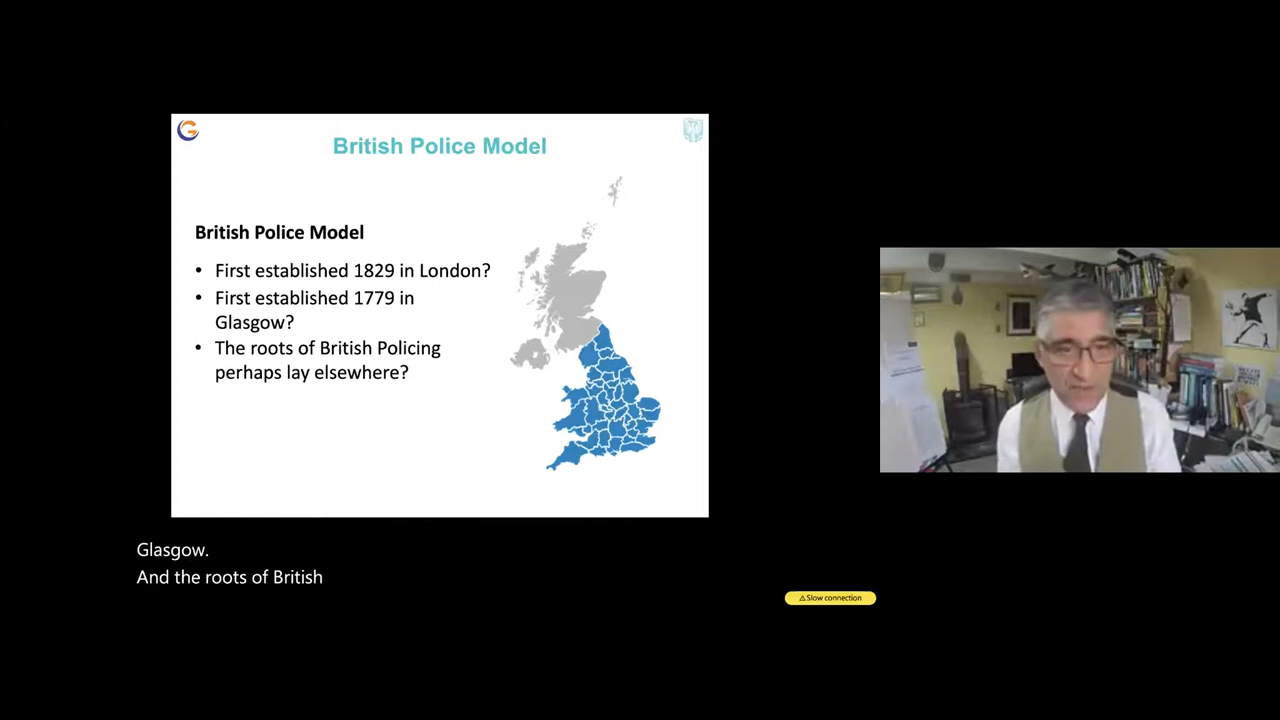 British Police Model
British Police Model
• First established 1829 in London?
• First established 1779 in
Glasgow?
• The roots of British Policing
perhaps lay elsewhere?
Glasgow.
And the roots of British
⚠Slow connection